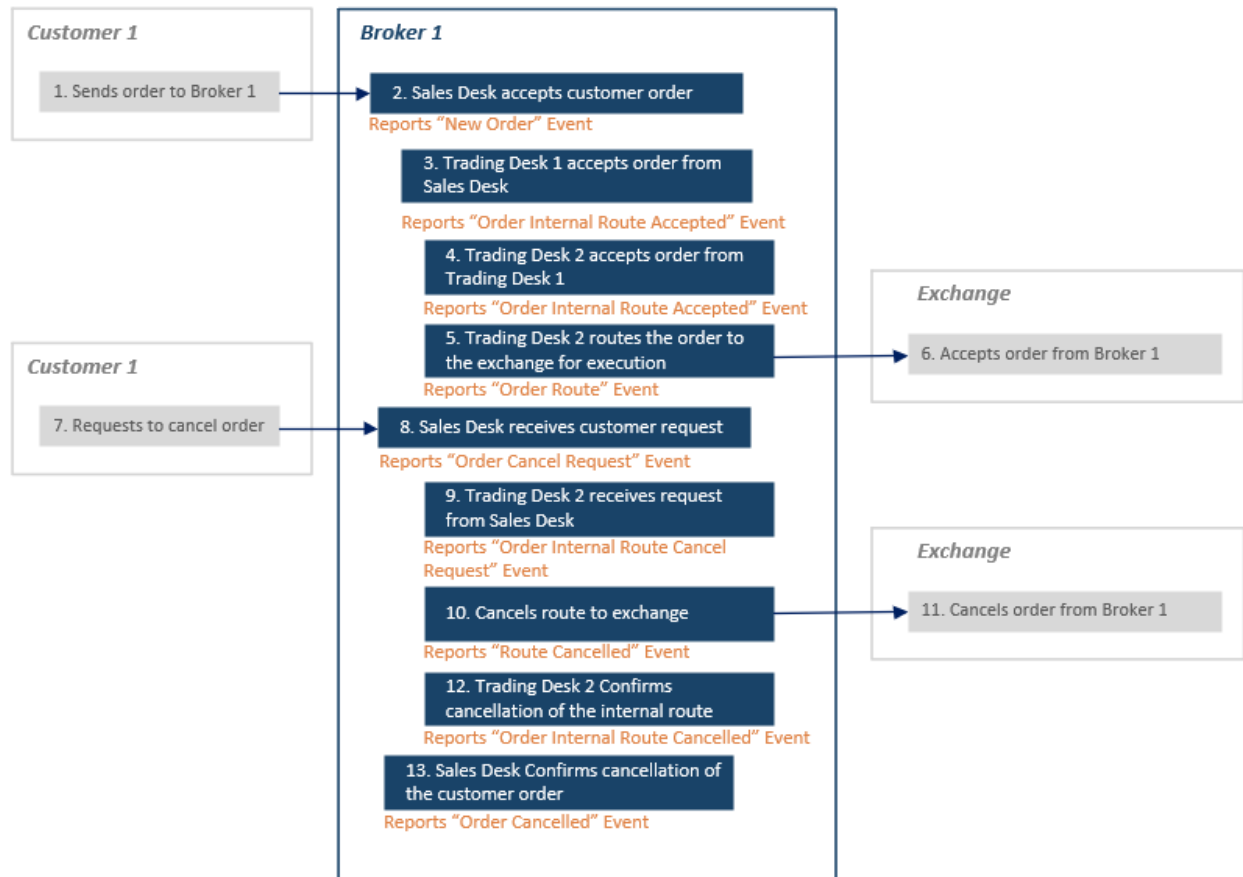 Customer 1
1. Sends order to Broker 1
Broker 1
2. Sales Desk accepts customer order
Reports “New Order” Event
3. Trading Desk 1 accepts order from
Sales Desk
Reports “Order Internal Route Accepted” Event
4. Trading Desk 2 accepts order from
Trading Desk 1
Reports “Order Internal Route Accepted” Event
5. Trading Desk 2 routes the order to
the exchange for execution
Reports “Order Route” Event
Exchange
6. Accepts order from Broker 1
Customer 1
7. Requests to cancel order
8. Sales Desk receives customer request
Reports “Order Cancel Request” Event
9. Trading Desk 2 receives request
from Sales Desk
Reports “Order Internal Route Cancel
Request” Event
10. Cancels route to exchange
Reports “Route Cancelled” Event
Exchange
11. Cancels order from Broker 1
12. Trading Desk 2 Confirms
cancellation of the internal route
Reports “Order Internal Route Cancelled” Event
13. Sales Desk Confirms cancellation of
the customer order
Reports “Order Cancelled” Event